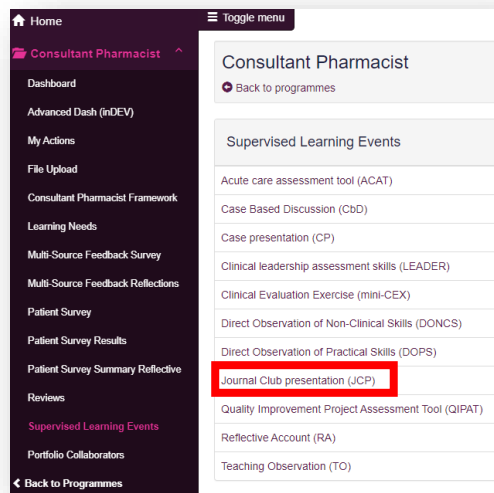 Home
Consultant Pharmacist
Dashboard
Advanced Dash (inDEV)
My Actions
File Upload
Consultant Pharmacist Framework
Learning Needs
Multi-Source Feedback Survey
Multi-Source Feedback Reflections
Patient Survey
Patient Survey Results
Patient Survey Summary Reflective
Reviews
Supervised Learning Events
Portfolio Collaborators
Back to Programmes
Toggle menu
Consultant Pharmacist
Back to programmes
Supervised Learning Events
Acute care assessment tool (ACAT)
Case Based Discussion (CbD)
Case presentation (CP)
Clinical leadership assessment skills (LEADER)
Clinical Evaluation Exercise (mini-CEX)
Direct Observation of Non-Clinical Skills (DONCS)
Direct Observation of Practical Skills (DOPS)
Journal Club presentation (JCP)
Quality Improvement Project Assessment Tool (QIPAT)
Reflective Account (RA)
Teaching Observation (TO)